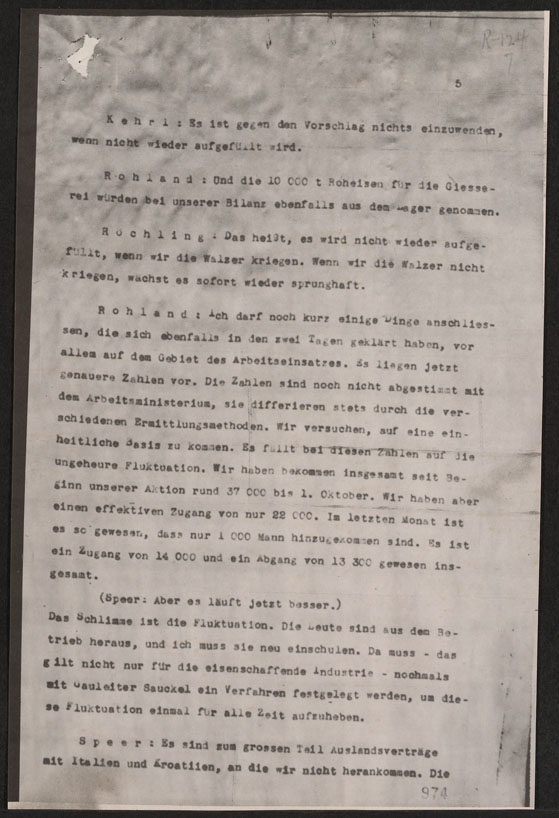 R-124
7
5
K e h r l : Es ist gegen den Vorschlag nichts einzuwenden,
wenn nicht wieder aufgefüllt wird.
R o h l a n d : Und die 10 000 t Roheisen für die Giesse-
rei würden bei unserer Bilanz ebenfalls aus dem Lager genommen.
R ö c h l i n g : Das heißt, es wird nicht wieder aufge-
füllt, wenn wir die Walzer kriegen. Wenn wir die Walzer nicht
kriegen, wächst es sofort wieder sprunghaft.
R o h l a n d : Ich darf noch kurz einige Dinge anschlies-
sen, die sich ebenfalls in den zwei Tagen geklärt haben, vor
allem auf dem Gebiet des Arbeitseinsatzes. Es liegen jetzt
genauere Zahlen vor. Die Zahlen sind noch nicht abgestimmt mit
dem Arbeitsministerium, sie differieren stets durch die ver-
schiedenen Ermittlungsmethoden. Wir versuchen, auf eine ein-
heitliche Basis zu kommen. Es fällt bei diesen Zahlen auf die
ungeheure Fluktuation. Wir haben bekommen insgesamt seit Be-
ginn unserer Aktion rund 37 000 bis 1. Oktober. Wir haben aber
einen effektiven Zugang von nur 22 000. Im letzten Monat ist
es so gewesen, dass nur 1 000 Mann hinzugekommen sind. Es ist
ein Zugang von 14 000 und ein Abgang von 13 300 gewesen ins-
gesamt.
(Speer: Aber es läuft jetzt besser.)
Das Schlimme ist die Fluktuation. Die Leute sind aus dem Be-
trieb heraus, und ich muss sie neu einschulen. Da muss - das
gilt nicht nur für die eisenschaffende Industrie - nochmals
mit Gauleiter Sauckel ein Verfahren festgelegt werden, um die-
se Fluktuation einmal für alle Zeit aufzuheben.
S p e e r : Es sind zum grossen Teil Auslandsverträge
mit Italien und Kroatiien, an die wir nicht herankommen. Die
974